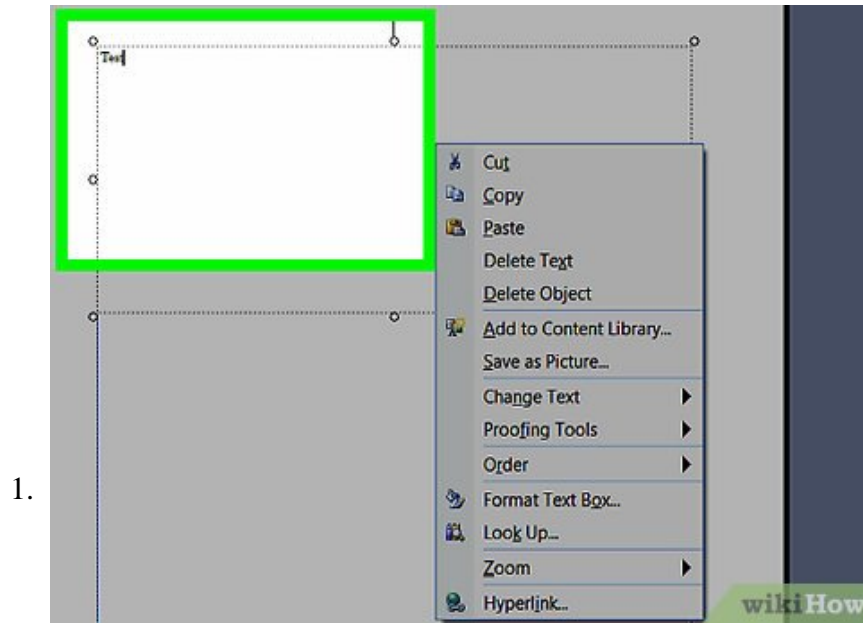 Test
Cut
Copy
Paste
Delete Text
Delete Object
Add to Content Library...
Save as Picture...
Change Text
Proofing Tools
Order
1.
Format Text Box...
Look Up...
Zoom
Hyperlink...
wikiHow